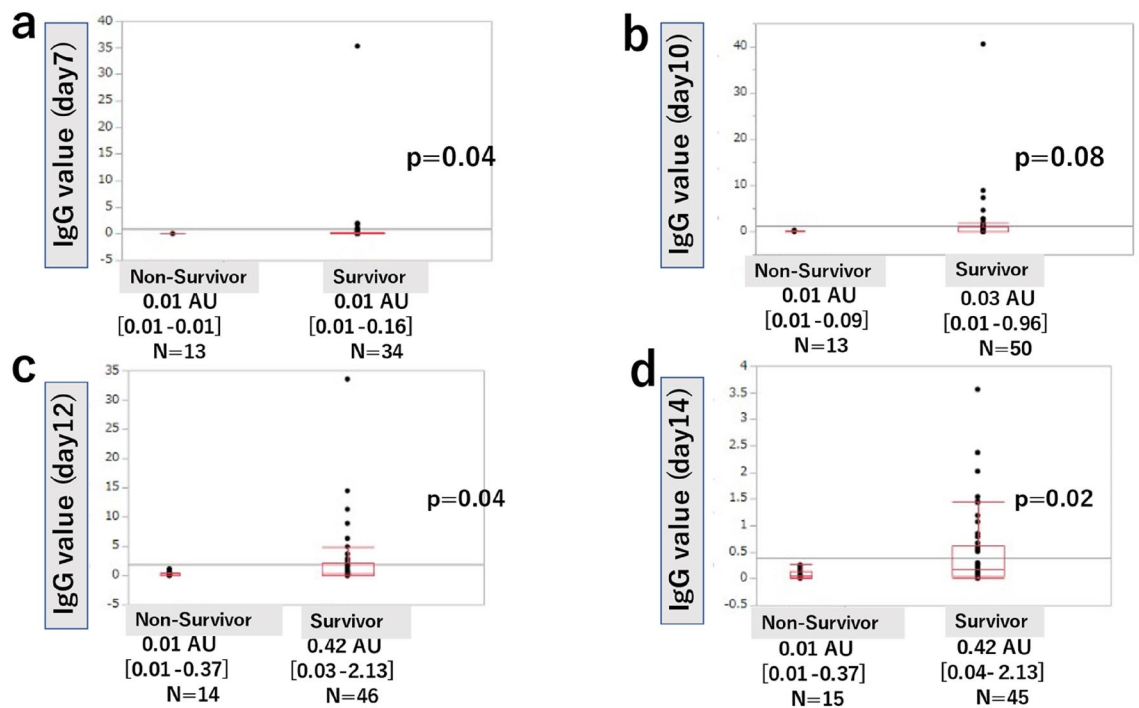 a
IgG value (day7)
40
35
30
25
20
15
10
5
0
-5
p=0.04
Non-Survivor
0.01 AU
[0.01-0.01]
N=13
Survivor
0.01 AU
[0.01-0.16]
N=34
b
IgG value (day10)
40
30
20
10
0
p=0.08
Non-Survivor
0.01 AU
[0.01-0.09]
N=13
Survivor
0.03 AU
[0.01-0.96]
N=50
c
IgG value (day12)
35
30
25
20
15
10
5
0
-5
p=0.04
Non-Survivor
0.01 AU
[0.01-0.37]
N=14
Survivor
0.42 AU
[0.03-2.13]
N=46
d
IgG value (day14)
4
3.5
3
2.5
2
1.5
1
0.5
0
-0.5
p=0.02
Non-Survivor
0.01 AU
[0.01-0.37]
N=15
Survivor
0.42 AU
[0.04-2.13]
N=45